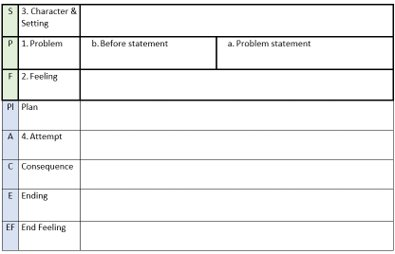 S 3. Character &
Setting
P 1. Problem b. Before statement a. Problem statement
F 2. Feeling
Pl Plan
A 4. Attempt
C Consequence
E Ending
EF End Feeling